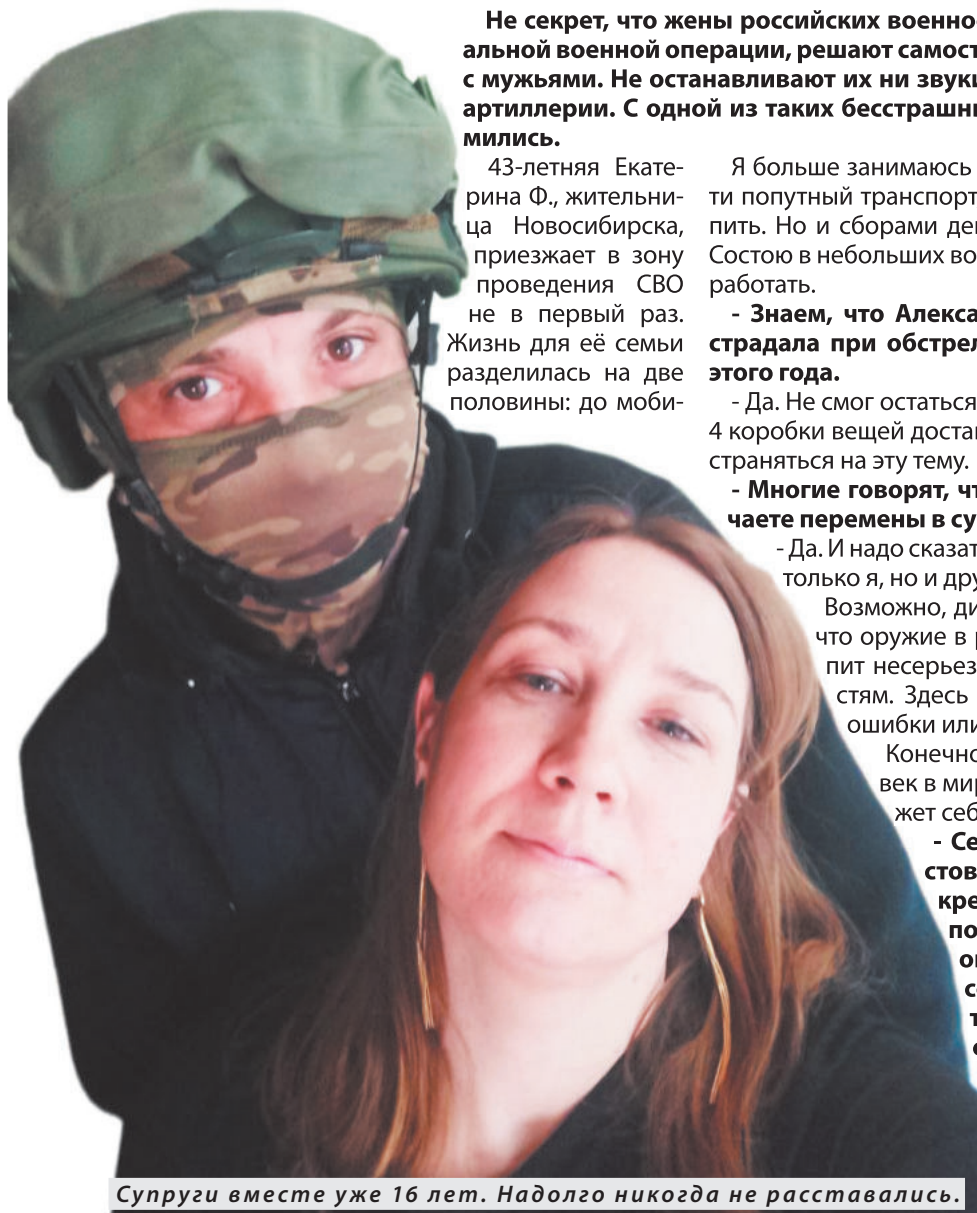 Не секрет, что жены российских военно-
альной военной операции, решают самост
с мужьями. Не останавливают их ни звуки
артиллерии. С одной из таких бесстрашн
мились.
43-летняя Екате-
рина Ф., жительни-
ца Новосибирска,
приезжает в зону
проведения СВО
не в первый раз.
Жизнь для её семьи
разделилась на две
половины: до моби-
Я больше занимаюсь
ти попутный транспорт
пить. Но и сборами де
Состою в небольших во
работать.
- Знаем, что Алекса
страдала при обстрел
этого года.
- Да. Не смог остаться
4 коробки вещей доста
страняться на эту тему.
- Многие говорят, чт
чаете перемены в су
- Да. И надо сказат
только я, но и дру
Возможно, ди
что оружие в
пит несерьез
стям. Здесь
ошибки или
Конечно
век в мир
жет себ
- Се
стов
кре
по
Супруги вместе уже 16 лет. Надолго никогда не расставались.